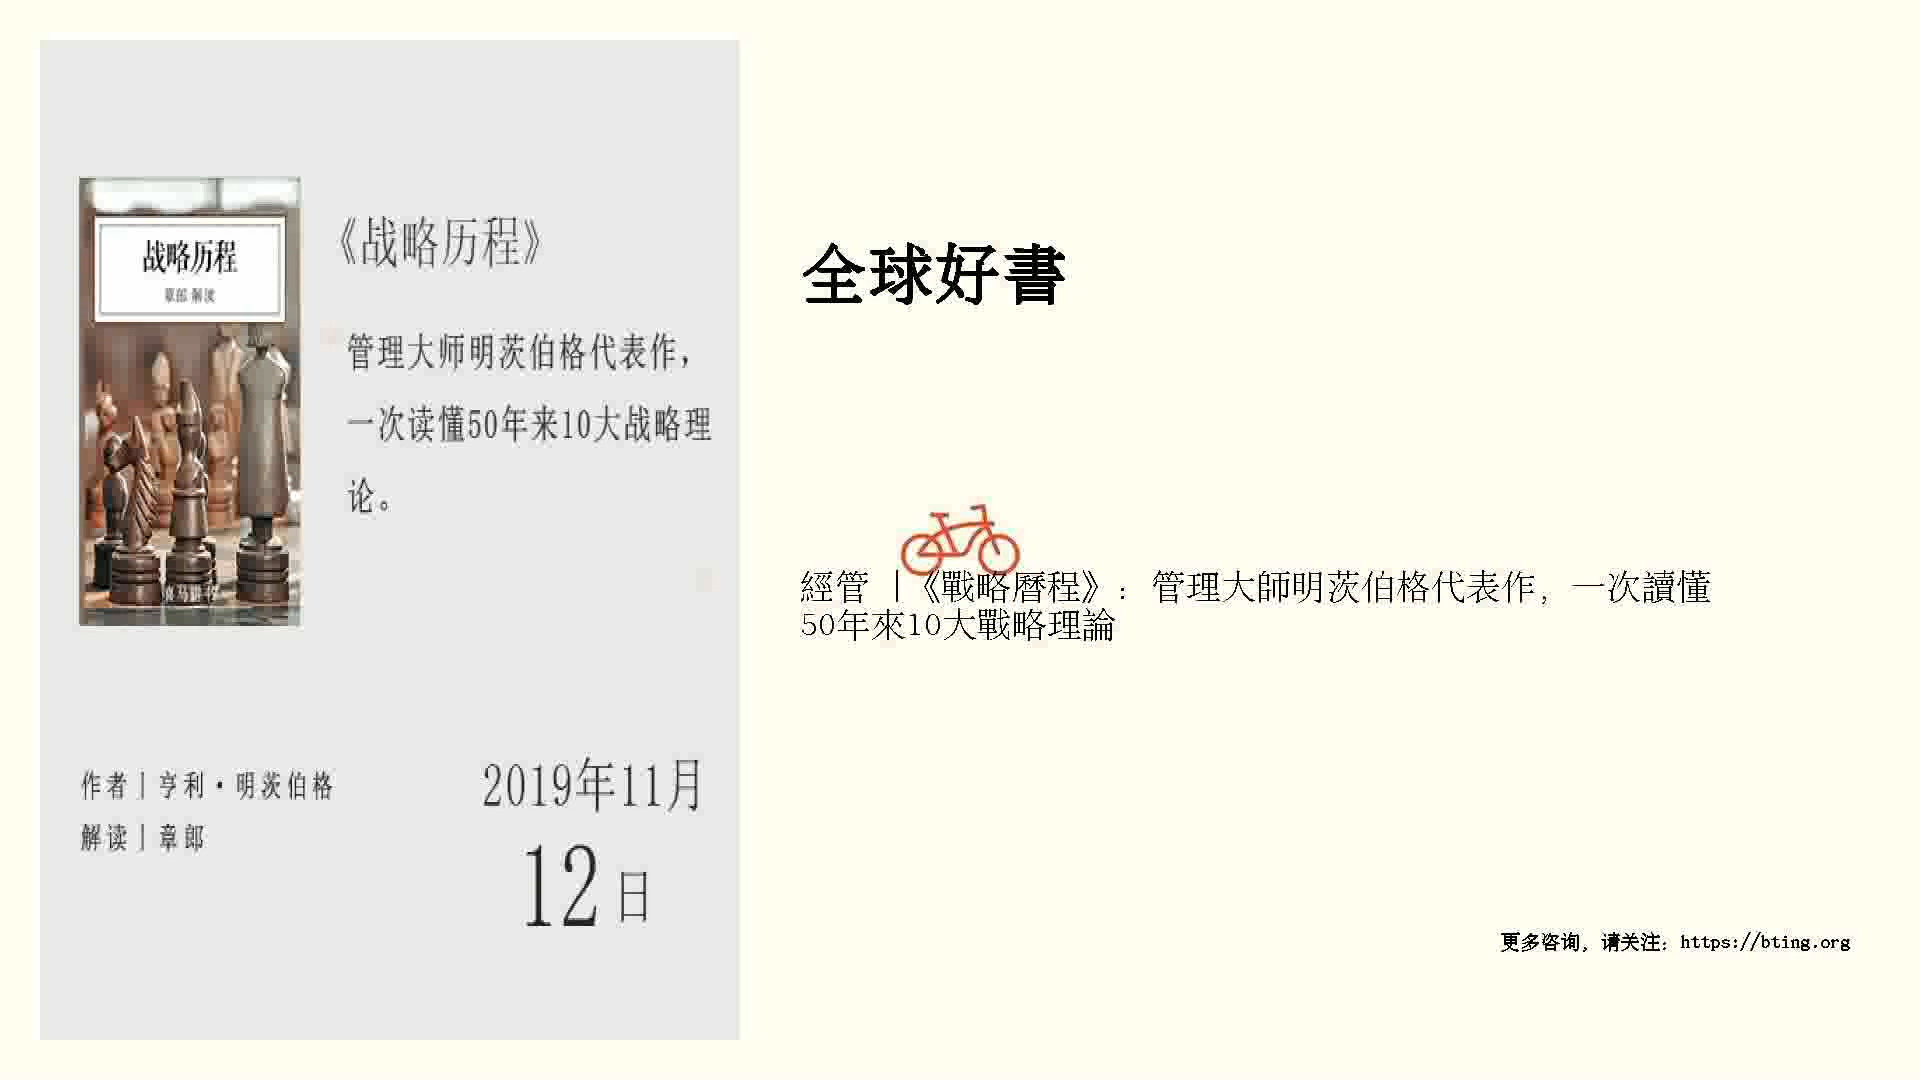 战略历程
章郎 解读
《战略历程》
管理大师明茨伯格代表作，
一次读懂50年来10大战略理
论。
作者丨亨利·明茨伯格
解读丨章郎
2019年11月
12日
全球好書
經管 丨《戰略曆程》：管理大師明茨伯格代表作，一次讀懂
50年來10大戰略理論
更多咨询，请关注：https://bting.org